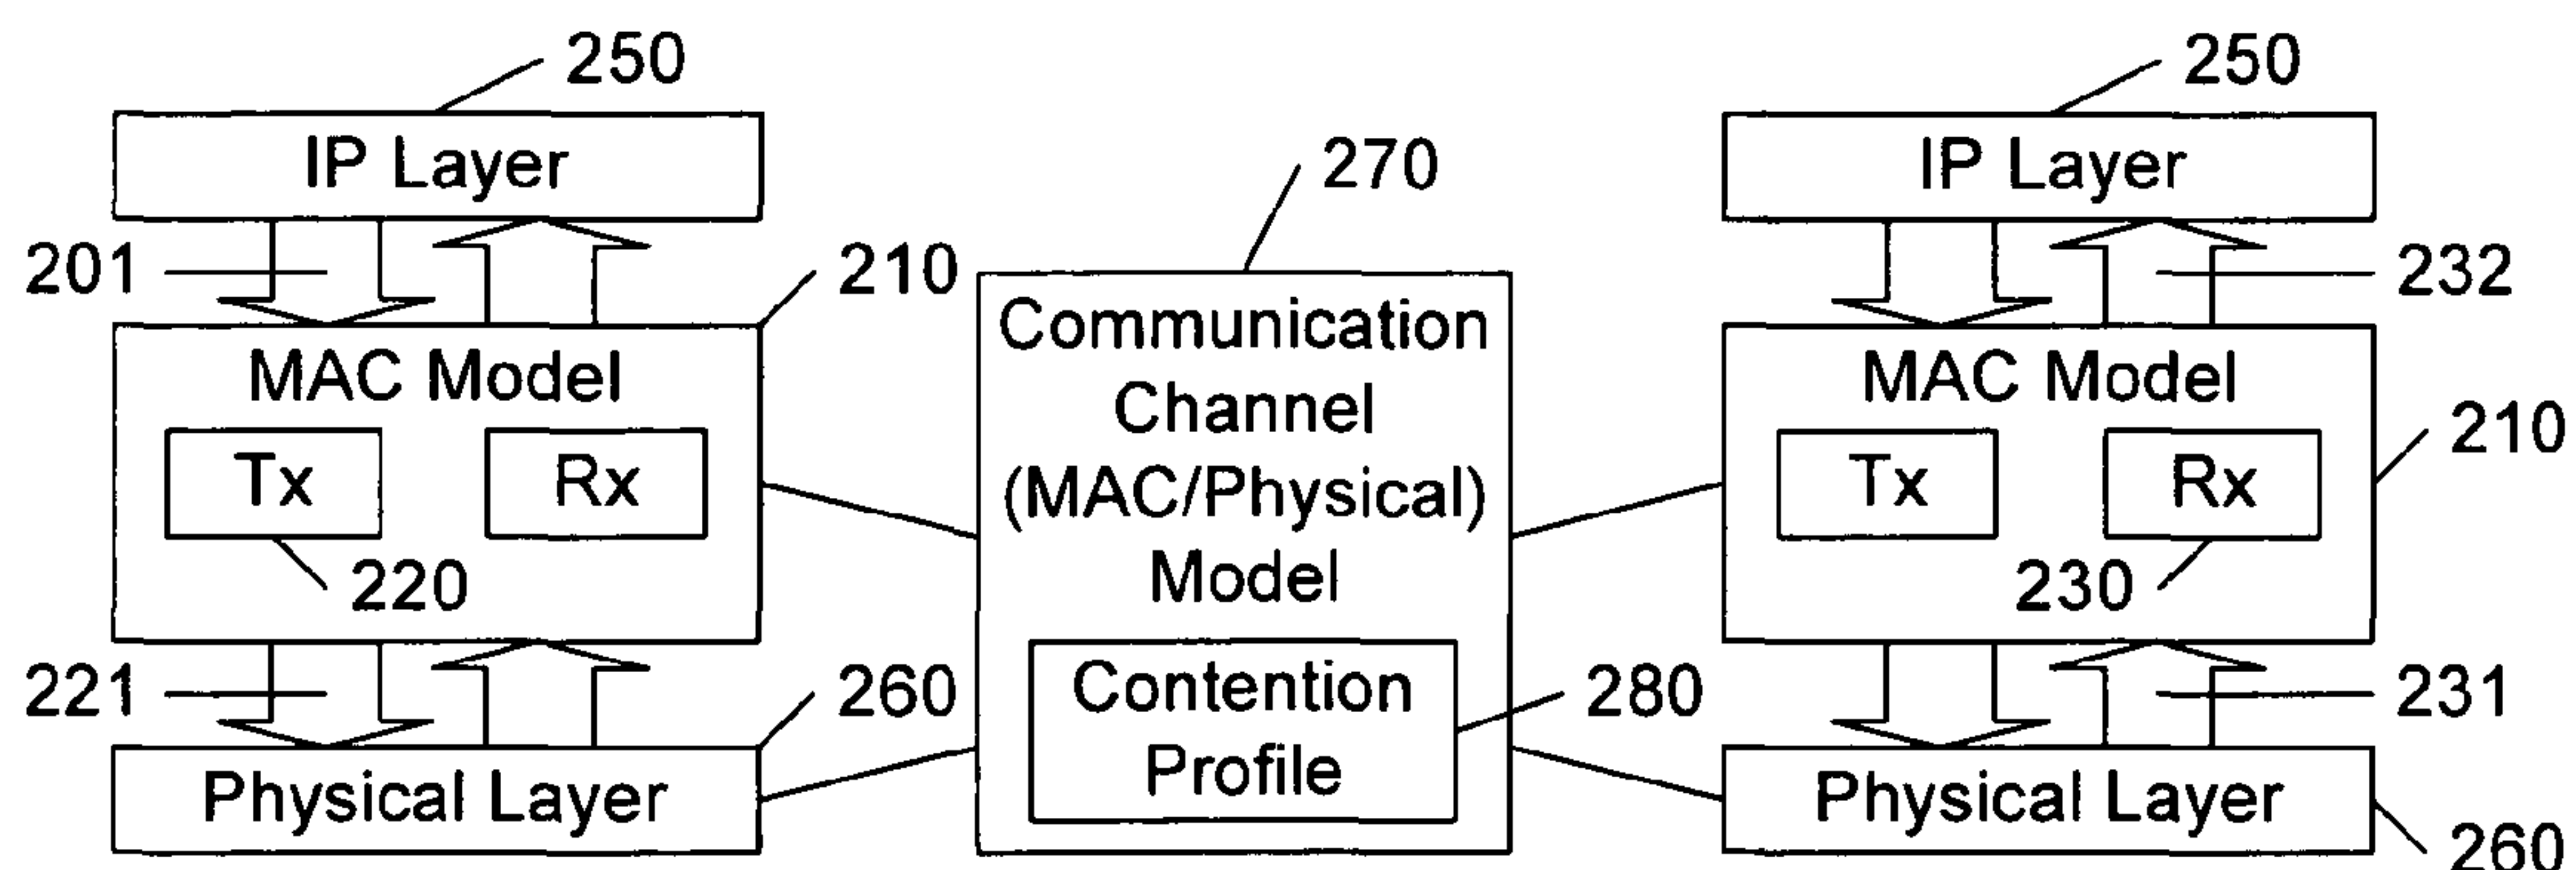 250
IP Layer
201
210
MAC Model
Tx
Rx
220
221
260
Physical Layer
270
Communication
Channel
(MAC/Physical)
Model
Contention
Profile
280
250
IP Layer
232
MAC Model
210
Tx
Rx
230
231
Physical Layer
260